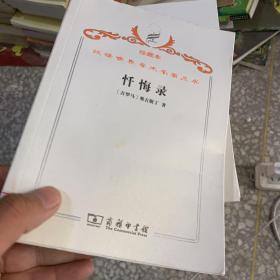 珍藏本
汉译世界学术名著丛书
忏悔录
〔古罗马〕奥古斯丁 著
商务印书馆
The Commercial Press